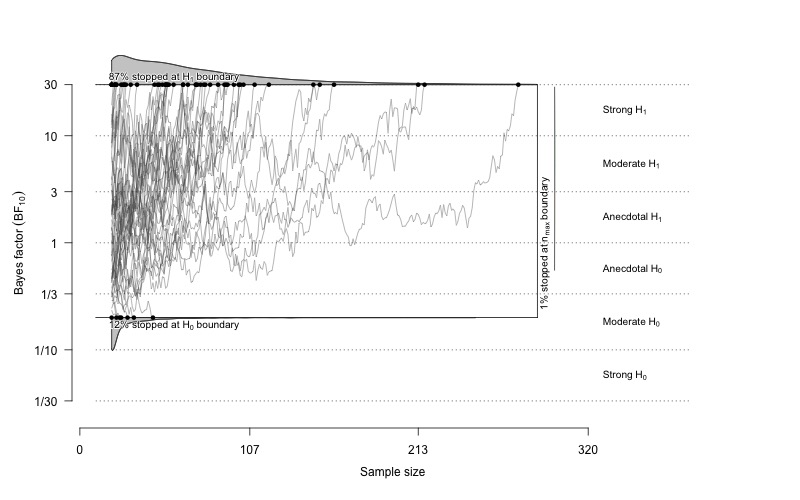 87% stopped at H₁ boundary
30
10
3
1
1/3
1/10
1/30
Bayes factor (BF₁₀)
Strong H₁
Moderate H₁
Anecdotal H₁
Anecdotal H₀
Moderate H₀
Strong H₀
1% stopped at nₘₐₓ boundary
12% stopped at H₀ boundary
0
107
213
320
Sample size